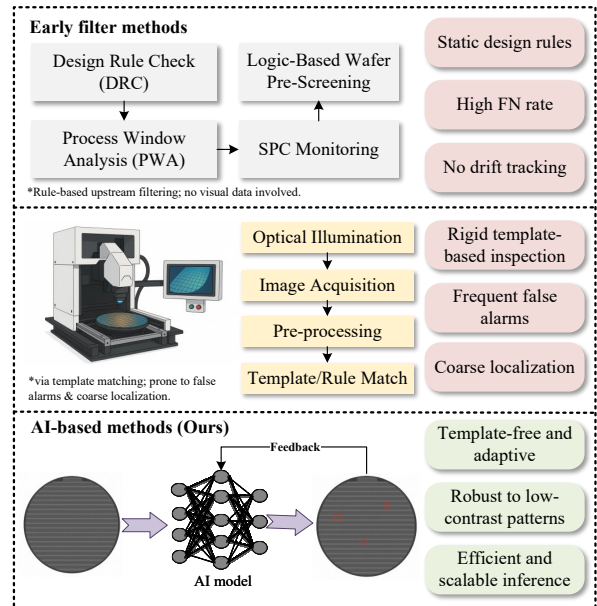 Early filter methods
Design Rule Check
(DRC)
Process Window
Analysis (PWA)
Logic-Based Wafer
Pre-Screening
SPC Monitoring
*Rule-based upstream filtering; no visual data involved.
Static design rules
High FN rate
No drift tracking
Optical Illumination
Image Acquisition
Pre-processing
Template/Rule Match
*via template matching; prone to false
alarms & coarse localization.
Rigid template-
based inspection
Frequent false
alarms
Coarse localization
AI-based methods (Ours)
Feedback
AI model
Template-free and
adaptive
Robust to low-
contrast patterns
Efficient and
scalable inference